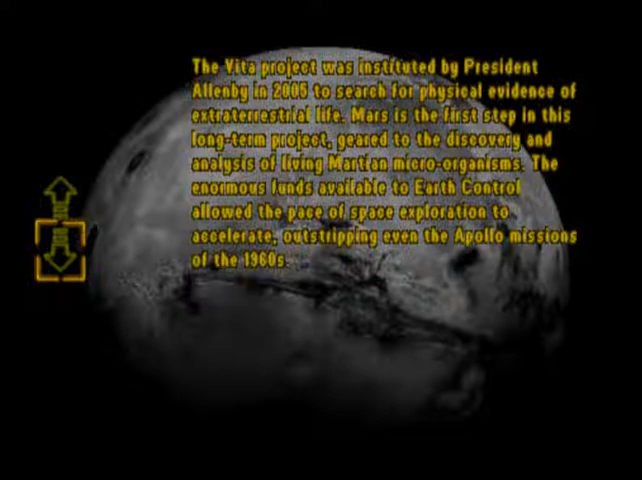 The Vita project was instituted by President
Allenby in 2005 to search for physical evidence of
extraterrestrial life. Mars is the first step in this
long-term project, geared to the discovery and
analysis of living Martian micro-organisms. The
enormous funds available to Earth Control
allowed the pace of space exploration to
accelerate, outstripping even the Apollo missions
of the 1960s.